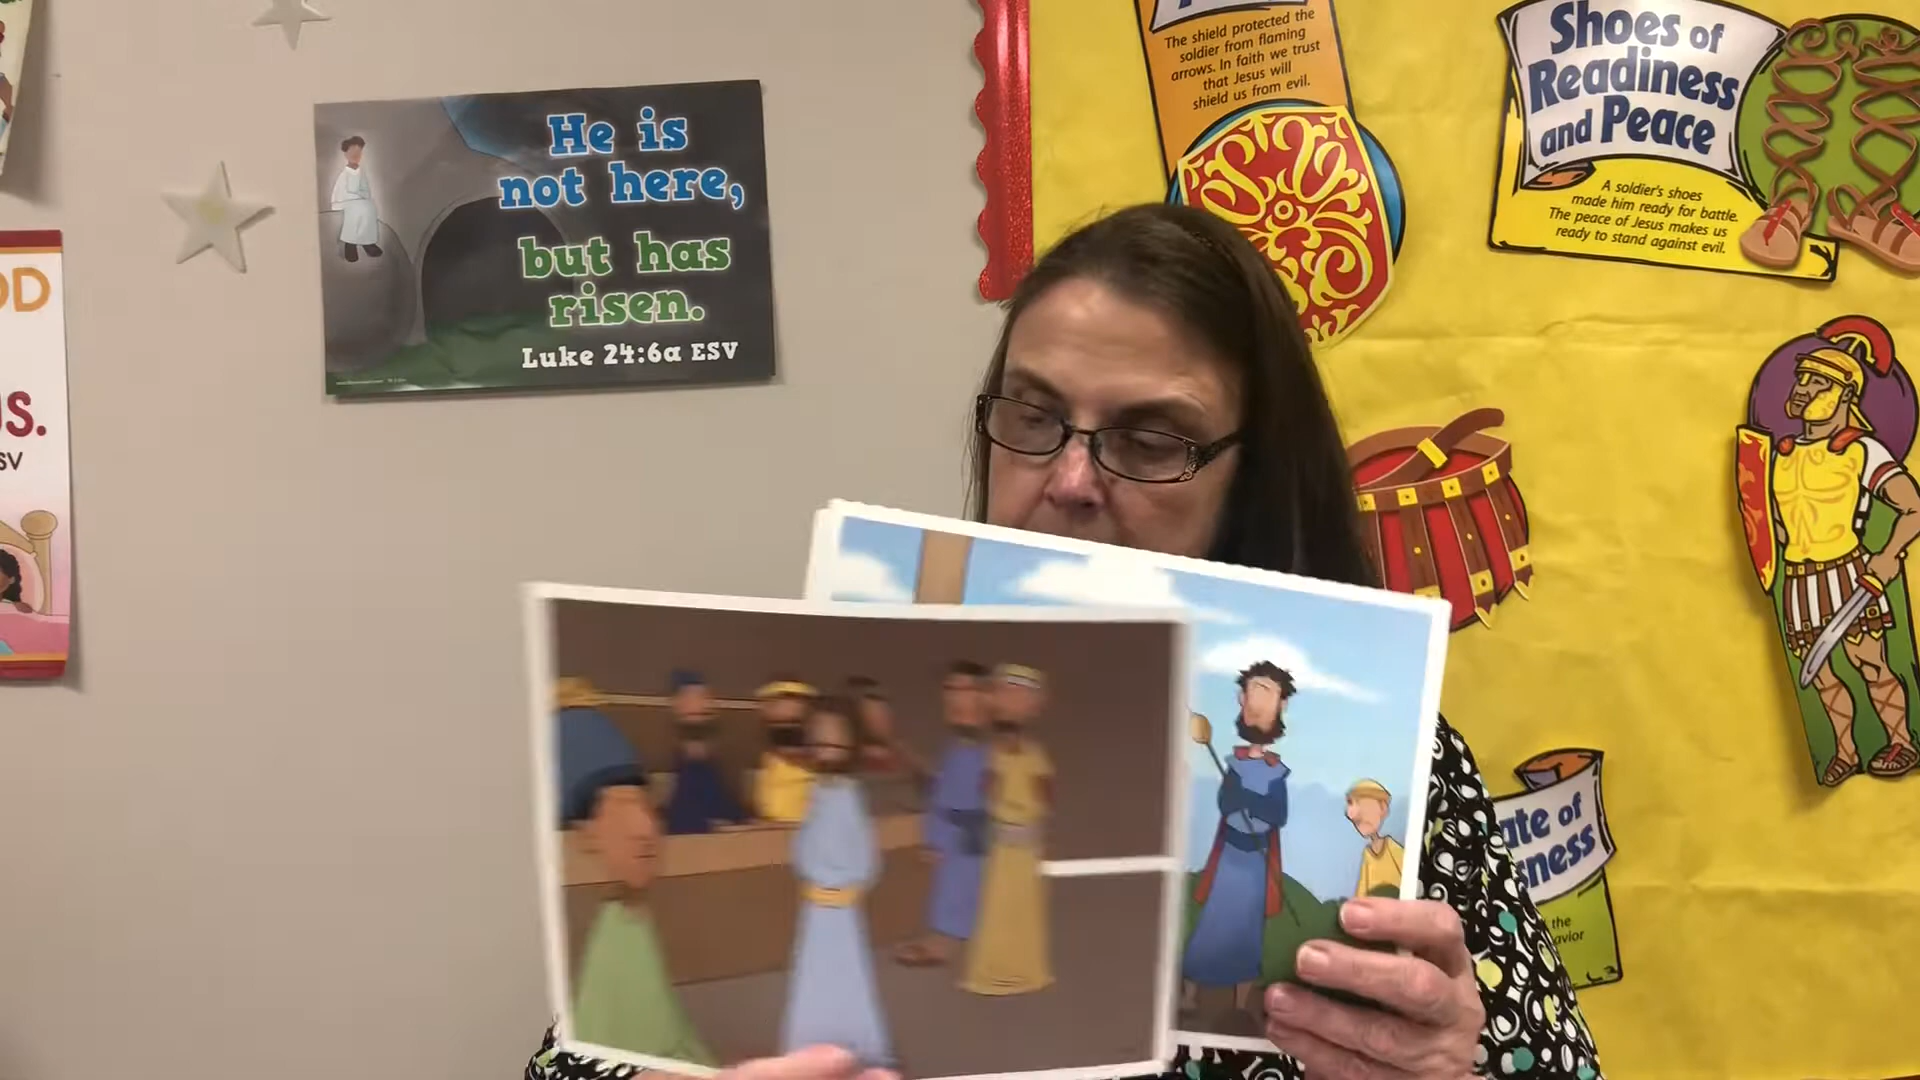 He is
not here,
but has
risen.
Luke 24:6a ESV
The shield protected the
soldier from flaming
arrows. In faith we trust
that Jesus will
shield us from evil.
Shoes of
Readiness
and Peace
A soldier's shoes
made him ready for battle.
The peace of Jesus makes us
ready to stand against evil.
of
the